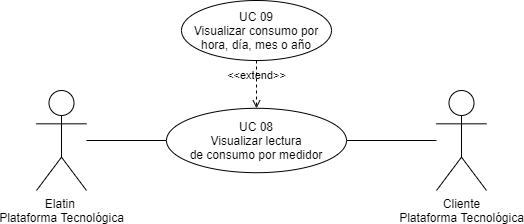 UC 09
Visualizar consumo por
hora, día, mes o año
<<extend>>
UC 08
Visualizar lectura
de consumo por medidor
Elatin
Plataforma Tecnológica
Cliente
Plataforma Tecnológica